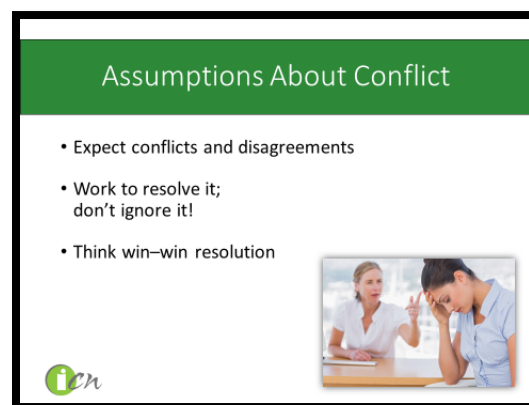 Assumptions About Conflict
• Expect conflicts and disagreements
• Work to resolve it;
don't ignore it!
• Think win–win resolution
icn